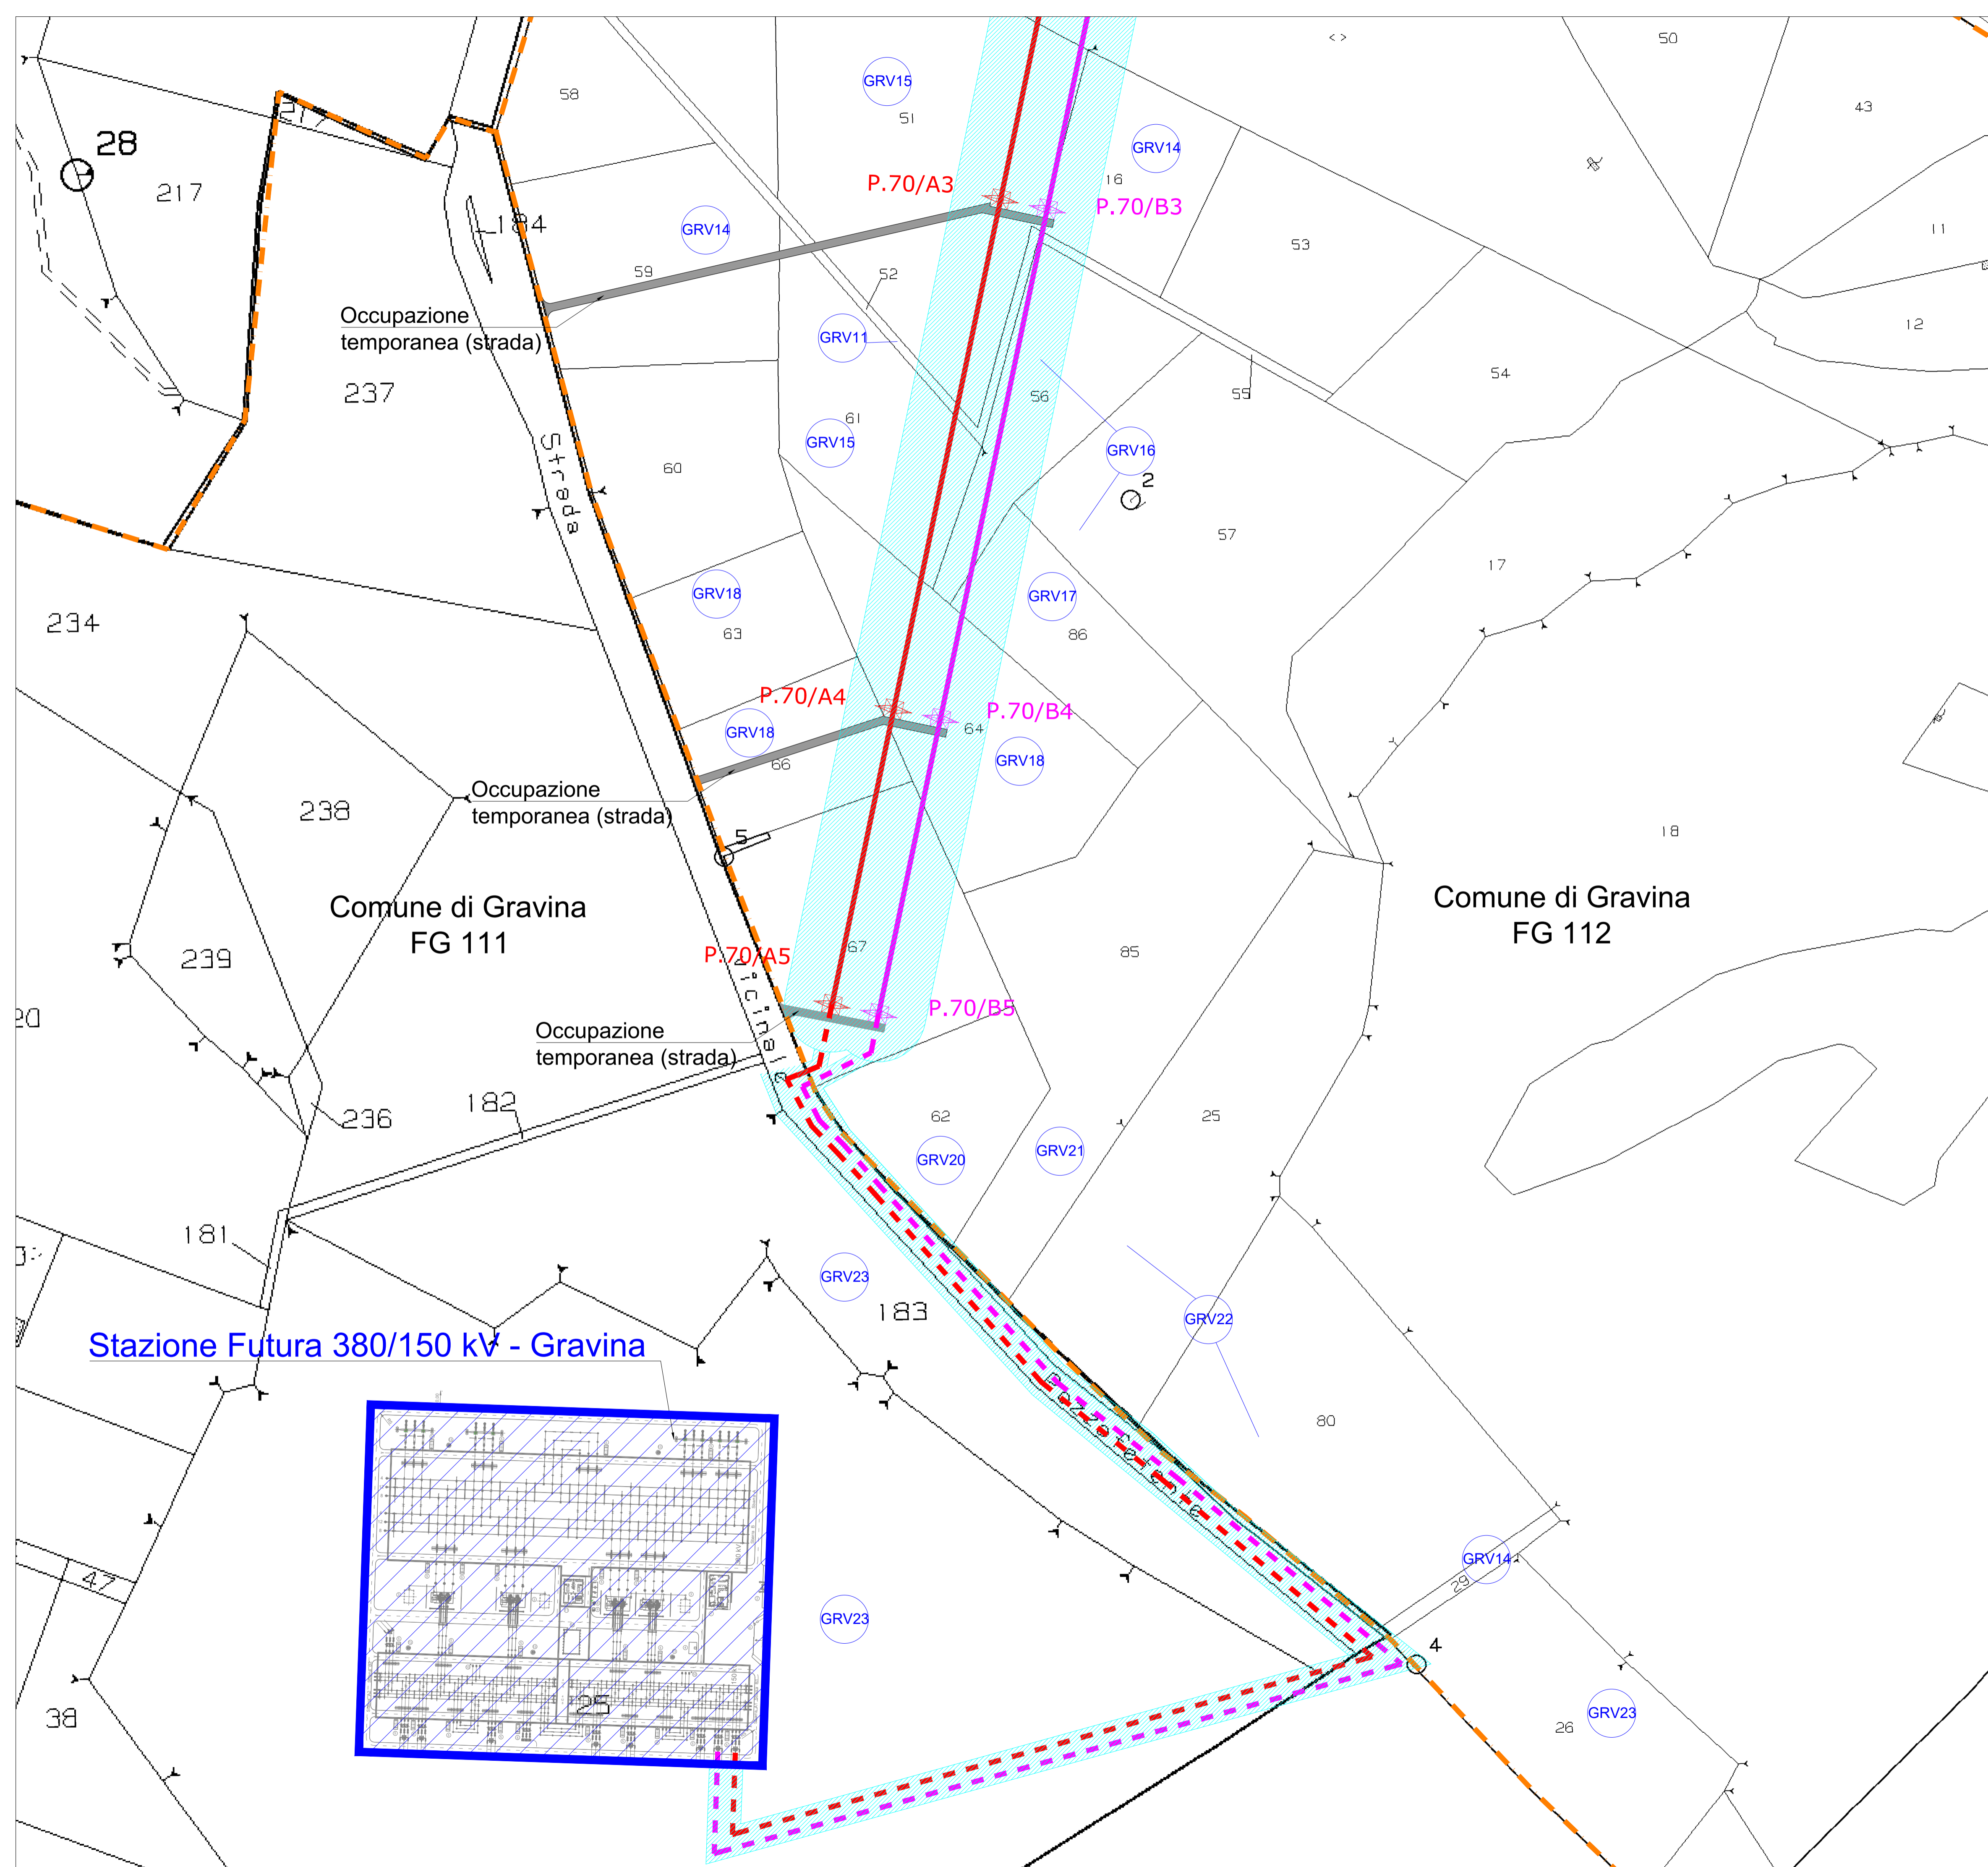 < >
50
58
GRV15
43
51
217
28
217
GRV14
P.70/A3
16
P.70/B3
184
GRV14
53
11
59
52
Occupazione
temporanea (strada)
GRV11
12
237
54
56
55
61
GRV15
GRV16
Strada
60
2
57
17
GRV18
GRV17
234
63
86
P.70/A4
P.70/B4
GRV18
64
66
GRV18
238
Occupazione
temporanea (strada)
5
18
Comune di Gravina
FG 111
Comune di Gravina
FG 112
239
P.70/A5
67
85
P.70/B5
20
Occupazione
temporanea (strada)
vicinale
182
236
62
25
GRV20
GRV21
181
GRV23
183
GRV22
Stazione Futura 380/150 kV - Gravina
Pozzofetente
80
47
29
GRV14
GRV23
4
25
38
26
GRV23